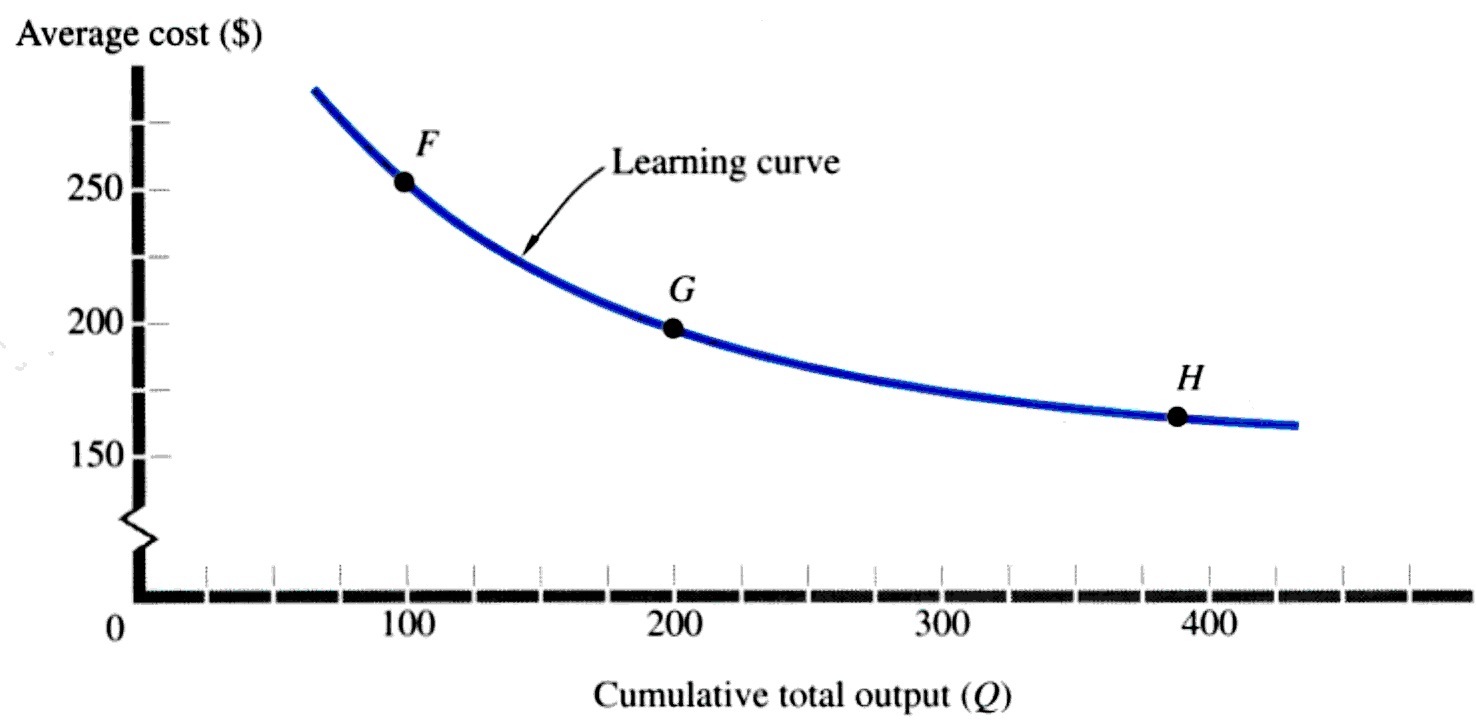 Average cost ($)
F
Learning curve
250
G
200
H
150
0
100
200
300
400
Cumulative total output (Q)